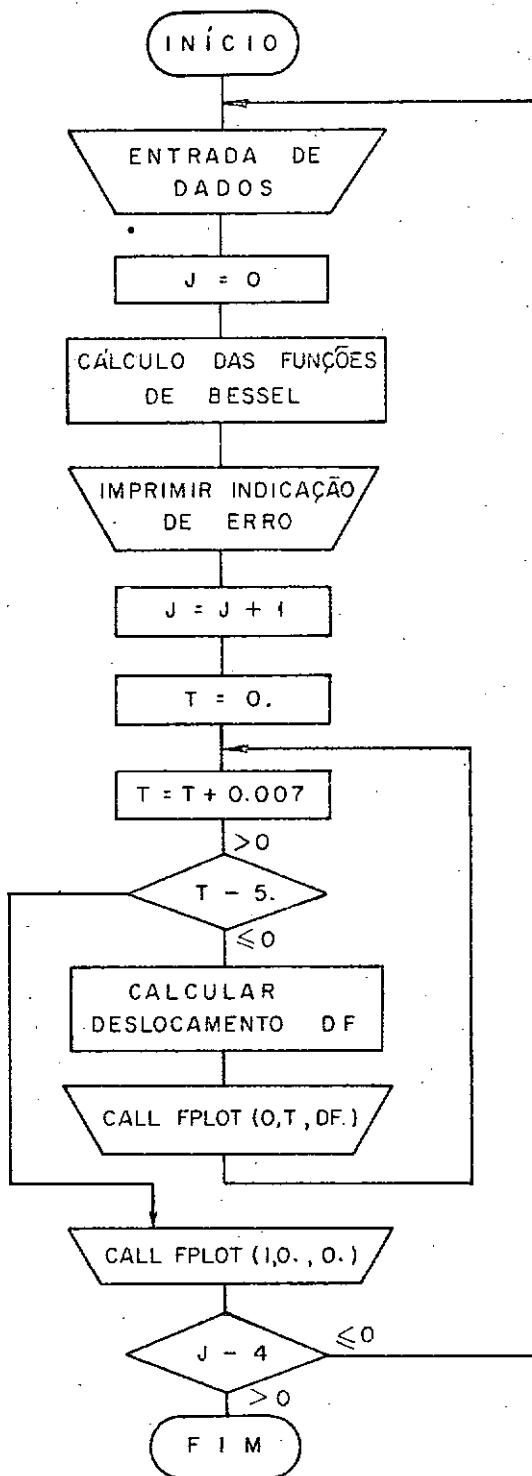 INÍCIO
ENTRADA DE
DADOS
J = 0
CÁLCULO DAS FUNÇÕES
DE BESSEL
IMPRIMIR INDICAÇÃO
DE ERRO
J = J + 1
T = 0.
T = T + 0.007
>0
T - 5.
≤0
CALCULAR
DESLOCAMENTO DF
CALL FPLOT (0,T, DF.)
CALL FPLOT (1,0., 0.)
J - 4
≤0
>0
FIM